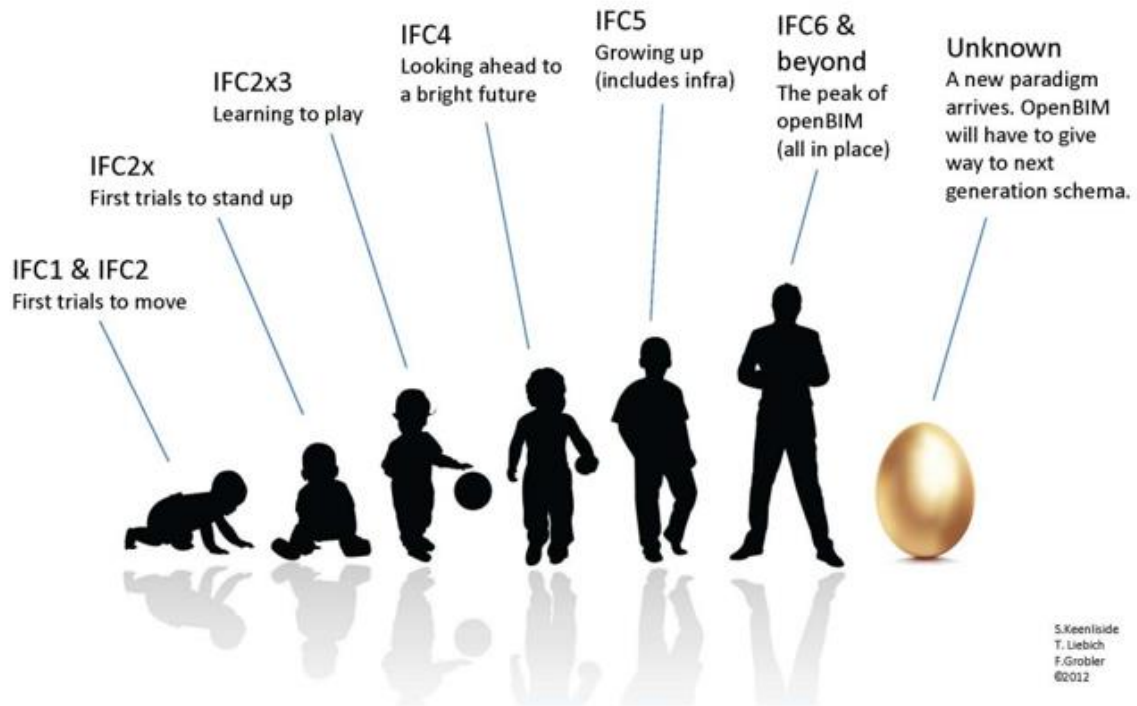 IFC1 & IFC2
First trials to move
IFC2x
First trials to stand up
IFC2x3
Learning to play
IFC4
Looking ahead to
a bright future
IFC5
Growing up
(includes infra)
IFC6 &
beyond
The peak of
openBIM
(all in place)
Unknown
A new paradigm
arrives. OpenBIM
will have to give
way to next
generation schema.
S.Keenliside
T. Liebich
F.Grobler
©2012